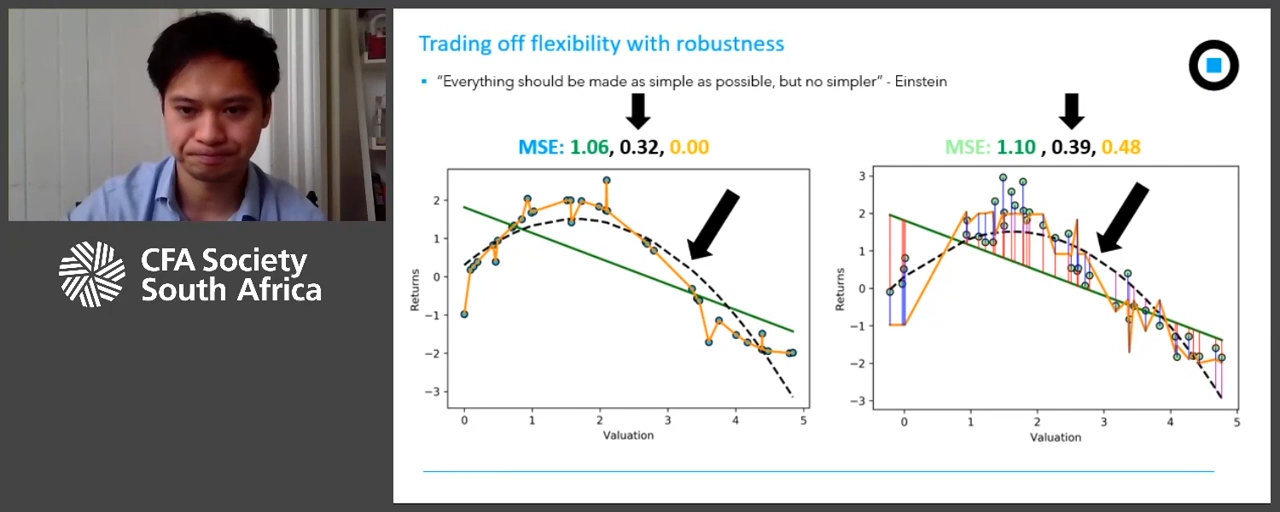 CFA Society
South Africa
Trading off flexibility with robustness
"Everything should be made as simple as possible, but no simpler" - Einstein
MSE: 1.06, 0.32, 0.00
3
2
1
0
−1
−2
−3
Returns
0 1 2 3 4 5
Valuation
MSE: 1.10 , 0.39, 0.48
3
2
1
0
−1
−2
−3
Returns
0 1 2 3 4 5
Valuation